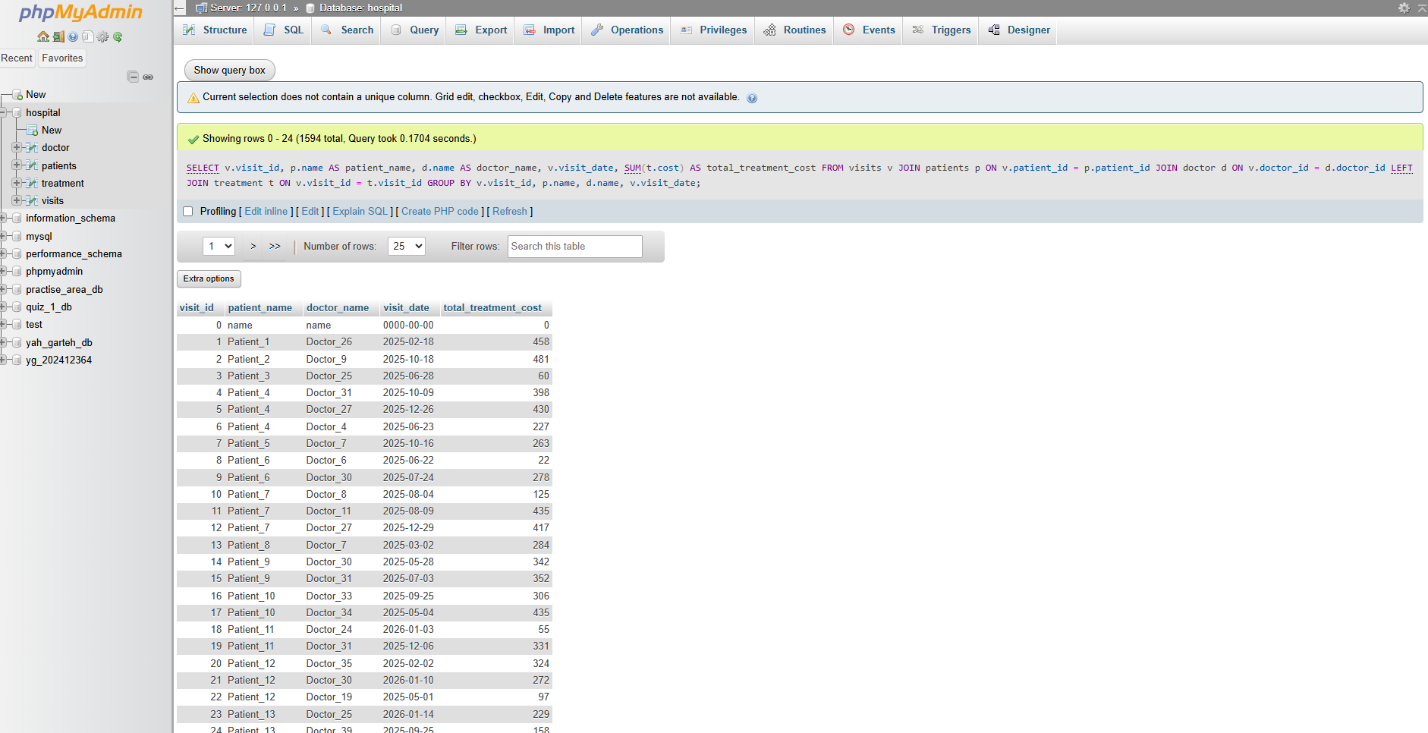 phpMyAdmin
Recent Favorites
New
hospital
New
doctor
patients
treatment
visits
information_schema
mysql
performance_schema
phpmyadmin
practise_area_db
quiz_1_db
test
yah_garteh_db
yg_202412364
Server: 127.0.0.1 » Database: hospital
Structure SQL Search Query Export Import Operations Privileges Routines Events Triggers Designer
Show query box
Current selection does not contain a unique column. Grid edit, checkbox, Edit, Copy and Delete features are not available.
Showing rows 0 - 24 (1594 total, Query took 0.1704 seconds.)
SELECT v.visit_id, p.name AS patient_name, d.name AS doctor_name, v.visit_date, SUM(t.cost) AS total_treatment_cost FROM visits v JOIN patients p ON v.patient_id = p.patient_id JOIN doctor d ON v.doctor_id = d.doctor_id LEFT
JOIN treatment t ON v.visit_id = t.visit_id GROUP BY v.visit_id, p.name, d.name, v.visit_date;
Profiling [ Edit inline ] [ Edit ] [ Explain SQL ] [ Create PHP code ] [ Refresh ]
1 > >> | Number of rows: 25 Filter rows: Search this table
Extra options
visit_id patient_name doctor_name visit_date total_treatment_cost
0 name name 0000-00-00 0
1 Patient_1 Doctor_26 2025-02-18 458
2 Patient_2 Doctor_9 2025-10-18 481
3 Patient_3 Doctor_25 2025-06-28 60
4 Patient_4 Doctor_31 2025-10-09 398
5 Patient_4 Doctor_27 2025-12-26 430
6 Patient_4 Doctor_4 2025-06-23 227
7 Patient_5 Doctor_7 2025-10-16 263
8 Patient_6 Doctor_6 2025-06-22 22
9 Patient_6 Doctor_30 2025-07-24 278
10 Patient_7 Doctor_8 2025-08-04 125
11 Patient_7 Doctor_11 2025-08-09 435
12 Patient_7 Doctor_27 2025-12-29 417
13 Patient_8 Doctor_7 2025-03-02 284
14 Patient_9 Doctor_30 2025-05-28 342
15 Patient_9 Doctor_31 2025-07-03 352
16 Patient_10 Doctor_33 2025-09-25 306
17 Patient_10 Doctor_34 2025-05-04 435
18 Patient_11 Doctor_24 2026-01-03 55
19 Patient_11 Doctor_31 2025-12-06 331
20 Patient_12 Doctor_35 2025-02-02 324
21 Patient_12 Doctor_30 2026-01-10 272
22 Patient_12 Doctor_19 2025-05-01 97
23 Patient_13 Doctor_25 2026-01-14 229
24 Patient_13 Doctor_39 2025-09-25 158